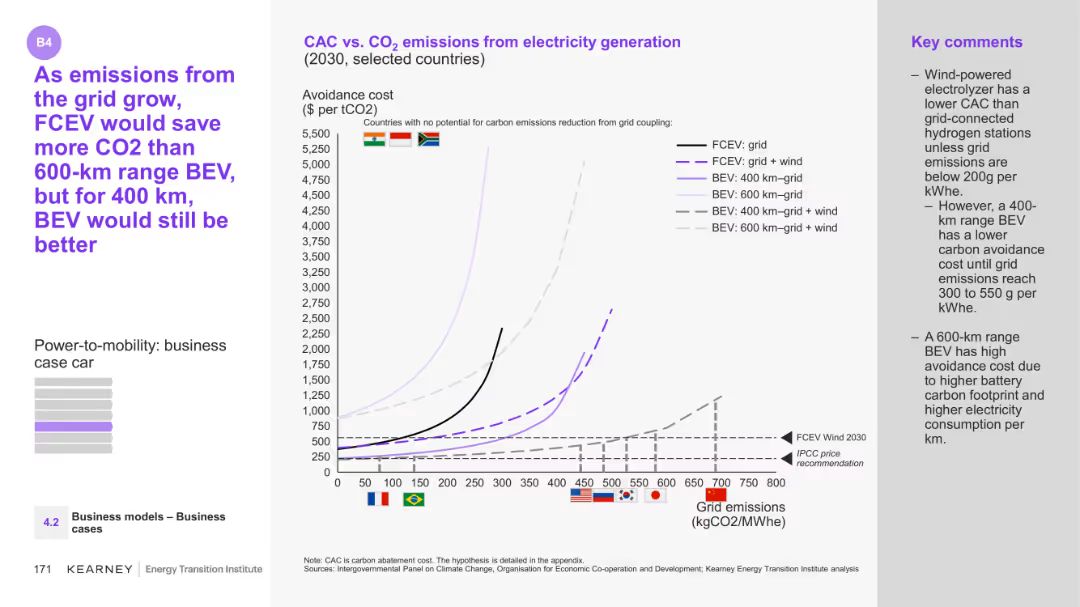 B4
As emissions from
the grid grow,
FCEV would save
more CO2 than
600-km range BEV,
but for 400 km,
BEV would still be
better
Power-to-mobility: business
case car
4.2
Business models – Business
cases
171
KEARNEY
Energy Transition Institute
CAC vs. CO2 emissions from electricity generation
(2030, selected countries)
Avoidance cost
($ per tCO2)
Countries with no potential for carbon emissions reduction from grid coupling:
5,500
5,250
5,000
4,750
4,500
4,250
4,000
3,750
3,500
3,250
3,000
2,750
2,500
2,250
2,000
1,750
1,500
1,250
1,000
750
500
250
0
FCEV: grid
FCEV: grid + wind
BEV: 400 km–grid
BEV: 600 km–grid
BEV: 400 km–grid + wind
BEV: 600 km–grid + wind
FCEV Wind 2030
IPCC price
recommendation
0 50 100 150 200 250 300 350 400 450 500 550 600 650 700 750 800
Grid emissions
(kgCO2/MWhe)
Note: CAC is carbon abatement cost. The hypothesis is detailed in the appendix.
Sources: Intergovernmental Panel on Climate Change, Organisation for Economic Co-operation and Development; Kearney Energy Transition Institute analysis
Key comments
– Wind-powered
electrolyzer has a
lower CAC than
grid-connected
hydrogen stations
unless grid
emissions are
below 200g per
kWhe.
– However, a 400-
km range BEV
has a lower
carbon avoidance
cost until grid
emissions reach
300 to 550 g per
kWhe.
– A 600-km range
BEV has high
avoidance cost due
to higher battery
carbon footprint and
higher electricity
consumption per
km.